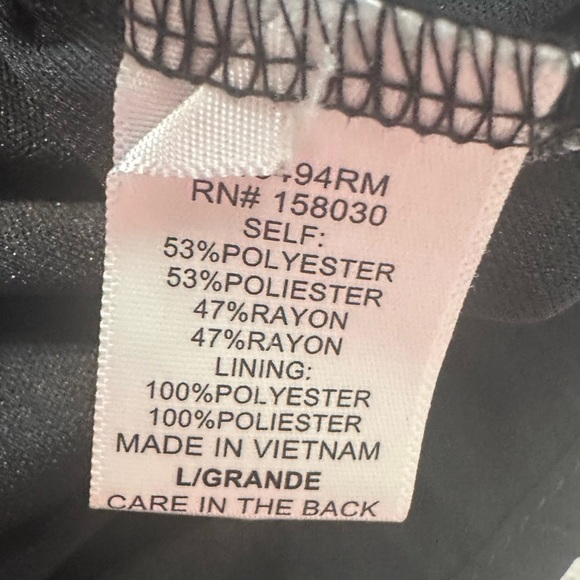 RN# 158030
SELF:
53%POLYESTER
53%POLIESTER
47%RAYON
47%RAYON
LINING:
100%POLYESTER
100%POLIESTER
MADE IN VIETNAM
L/GRANDE
CARE IN THE BACK